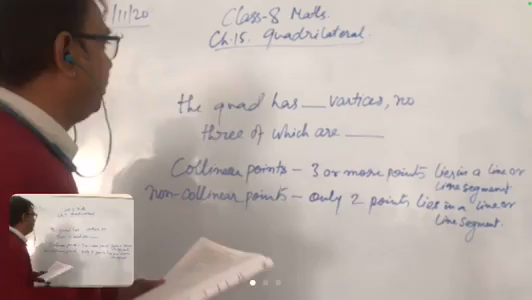 /11/20
Class-8 Maths.
Ch.15. Quadrilateral.
the quad has ___ vartices, no
three of which are ___
Collinear points - 3 or more points lies in a line or
line segment
non-collinear points - only 2 points lies in a line or
line segment.